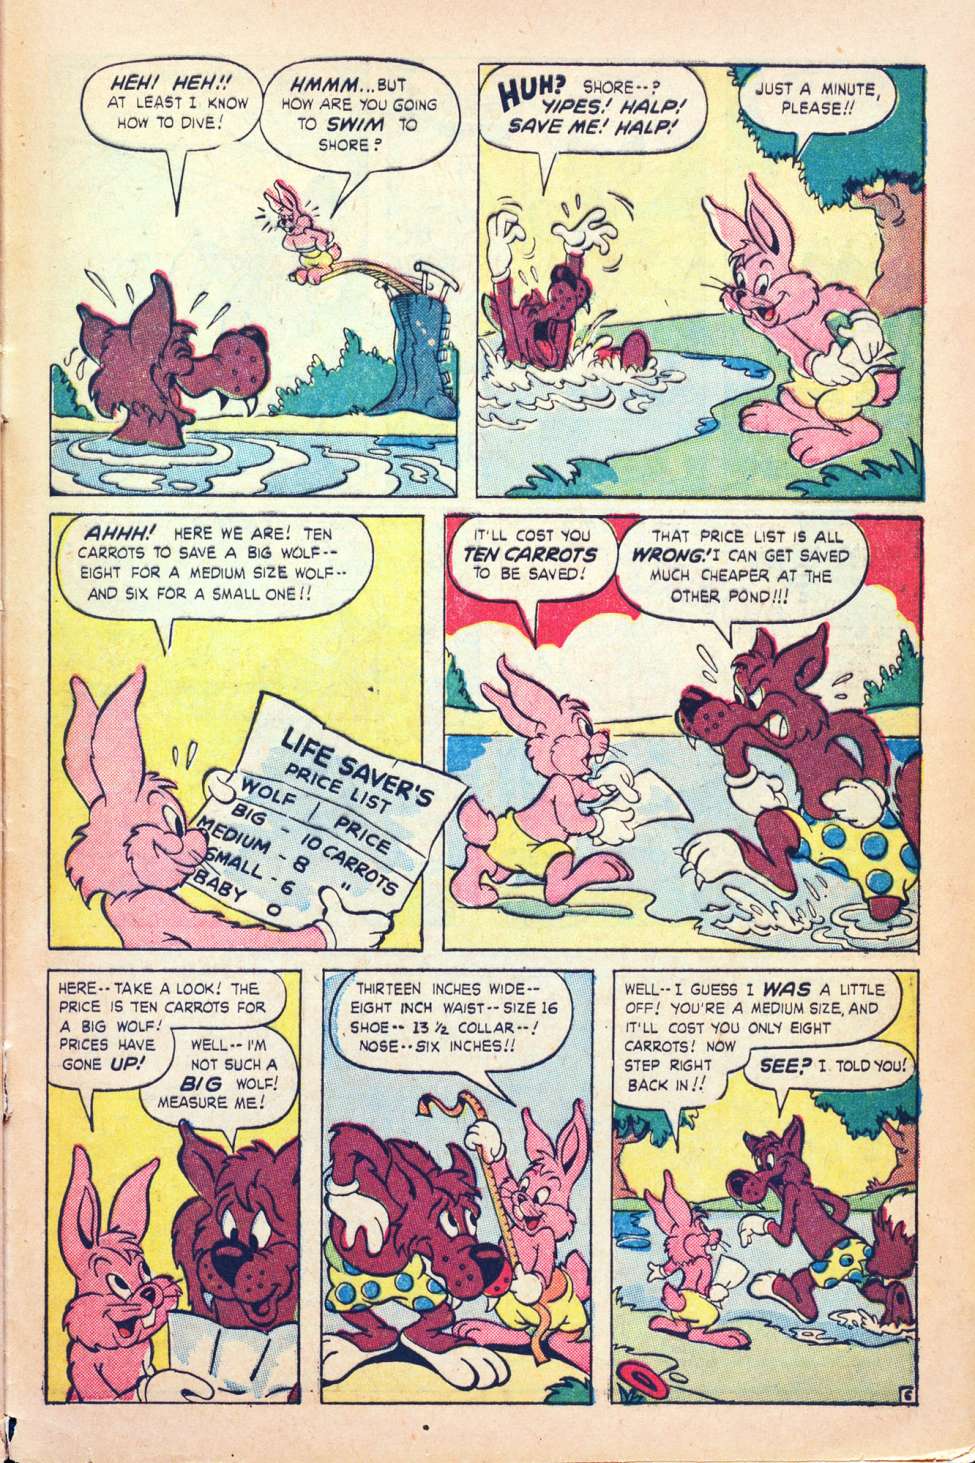 HEH! HEH!!
AT LEAST I KNOW
HOW TO DIVE!
HMMM...BUT
HOW ARE YOU GOING
TO SWIM TO
SHORE?
HUH? SHORE--?
YIPES! HALP!
SAVE ME! HALP!
JUST A MINUTE,
PLEASE!!
AHHH! HERE WE ARE! TEN
CARROTS TO SAVE A BIG WOLF--
EIGHT FOR A MEDIUM SIZE WOLF--
AND SIX FOR A SMALL ONE!!
LIFE SAVER'S
PRICE LIST
WOLF | PRICE
BIG - 10 CARROTS
MEDIUM - 8 "
SMALL - 6
BABY 0
IT'LL COST YOU
TEN CARROTS
TO BE SAVED!
THAT PRICE LIST IS ALL
WRONG! I CAN GET SAVED
MUCH CHEAPER AT THE
OTHER POND!!!
HERE-- TAKE A LOOK! THE
PRICE IS TEN CARROTS FOR
A BIG WOLF!
PRICES HAVE
GONE UP!
WELL-- I'M
NOT SUCH A
BIG WOLF!
MEASURE ME!
THIRTEEN INCHES WIDE--
EIGHT INCH WAIST-- SIZE 16
SHOE-- 13 1/2 COLLAR--!
NOSE-- SIX INCHES!!
WELL-- I GUESS I WAS A LITTLE
OFF! YOU'RE A MEDIUM SIZE, AND
IT'LL COST YOU ONLY EIGHT
CARROTS! NOW
STEP RIGHT
BACK IN!!
SEE? I TOLD YOU!
6